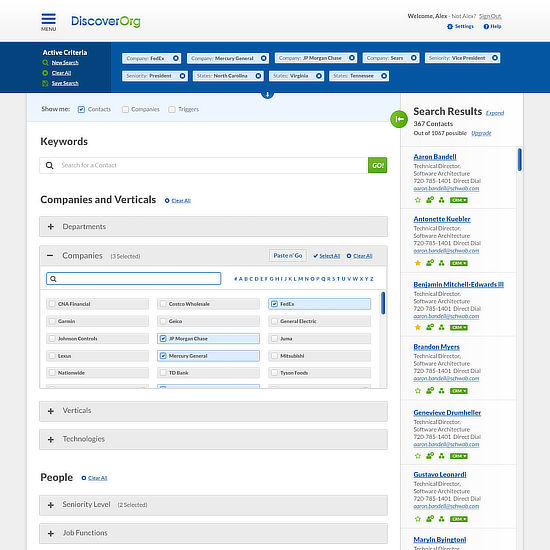 MENU
DiscoverOrg
Welcome, Alex - Not Alex? Sign Out
Settings Help
Active Criteria
New Search
Clear All
Save Search
Company: FedEx
Company: Mercury General
Company: JP Morgan Chase
Company: Sears
Seniority: Vice President
Seniority: President
States: North Carolina
States: Virginia
States: Tennessee
Show me: Contacts Companies Triggers
Keywords
Search for a Contact
GO!
Companies and Verticals Clear All
Departments
Companies (3 Selected) Paste n' Go Select All Clear All
# A B C D E F G H I J K L M N O P Q R S T U V W X Y Z
CNA Financial Costco Wholesale FedEx
Garmin Geico General Electric
Johnson Controls JP Morgan Chase Juma
Lexus Mercury General Mitsubishi
Nationwide TD Bank Tyson Foods
Verticals
Technologies
People Clear All
Seniority Level (2 Selected)
Job Functions
Search Results Expand
367 Contacts
Out of 1067 possible Upgrade
Aaron Bandell
Technical Director,
Software Architecture
720-785-1401 Direct Dial
aaron.bandell@schwab.com
CRM
Antonette Kuebler
Technical Director,
Software Architecture
720-785-1401 Direct Dial
aaron.bandell@schwab.com
CRM
Benjamin Mitchell-Edwards III
Technical Director,
Software Architecture
720-785-1401 Direct Dial
aaron.bandell@schwab.com
CRM
Brandon Myers
Technical Director,
Software Architecture
720-785-1401 Direct Dial
aaron.bandell@schwab.com
CRM
Genevieve Drumheller
Technical Director,
Software Architecture
720-785-1401 Direct Dial
aaron.bandell@schwab.com
CRM
Gustavo Leonardi
Technical Director,
Software Architecture
720-785-1401 Direct Dial
aaron.bandell@schwab.com
CRM
Maryln Byingtonl